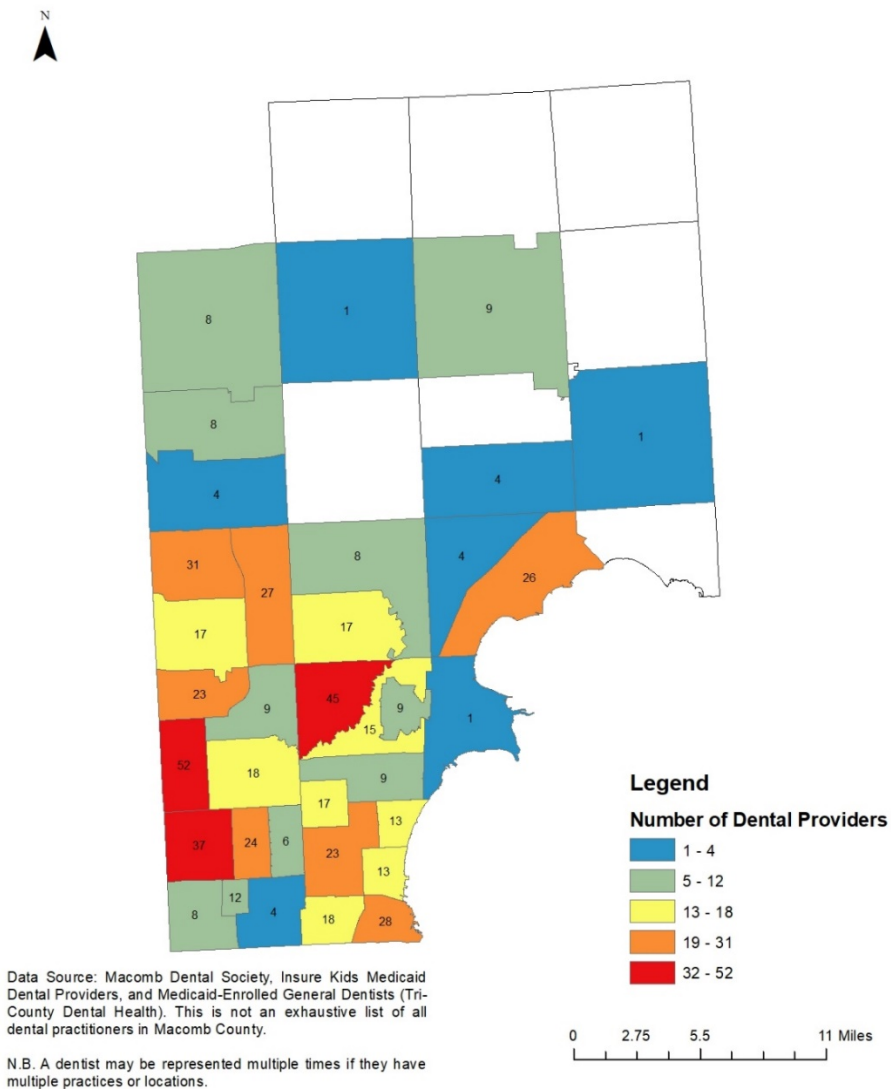 N
8
1
9
8
1
4
4
31
27
8
4
26
17
17
23
9
45
9
1
15
52
18
9
17
13
37
24
6
23
13
12
8
4
18
28
Legend
Number of Dental Providers
1 - 4
5 - 12
13 - 18
19 - 31
32 - 52
Data Source: Macomb Dental Society, Insure Kids Medicaid
Dental Providers, and Medicaid-Enrolled General Dentists (Tri-
County Dental Health). This is not an exhaustive list of all
dental practitioners in Macomb County.
N.B. A dentist may be represented multiple times if they have
multiple practices or locations.
0 2.75 5.5 11 Miles